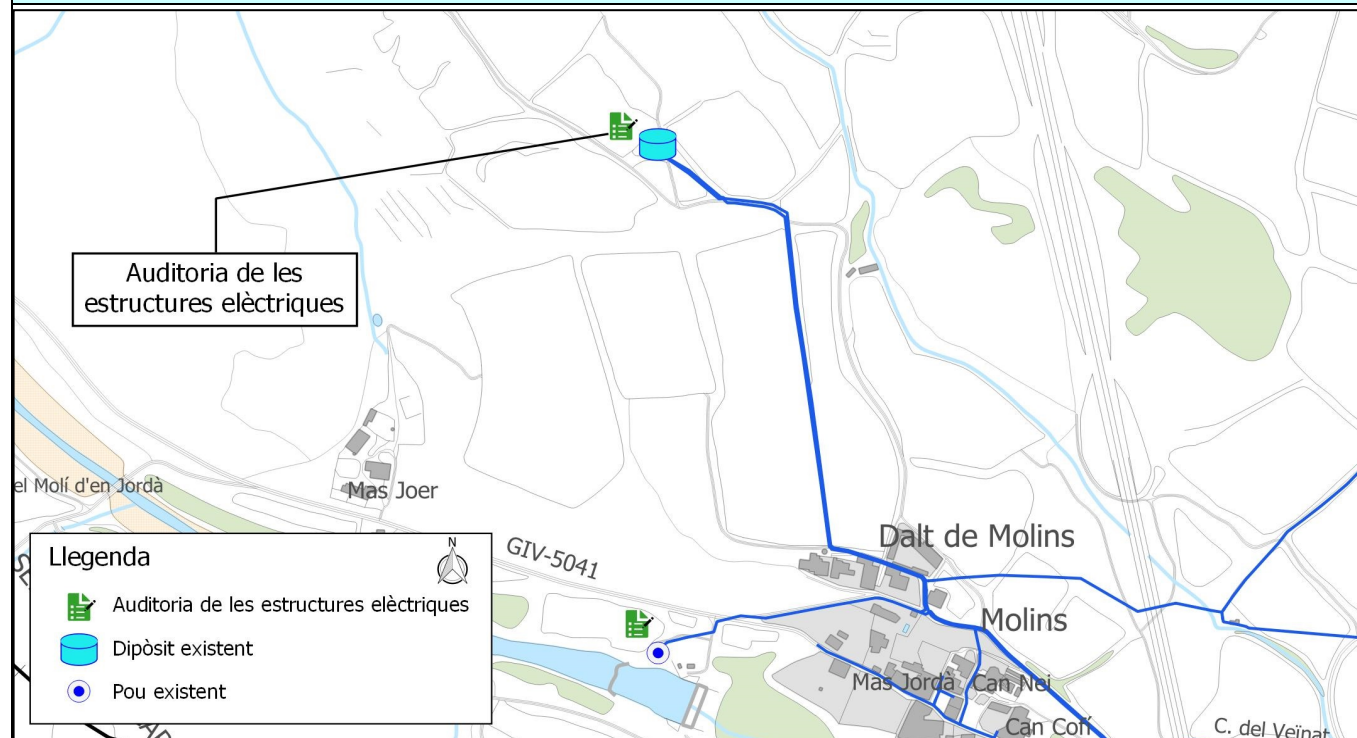 Auditoria de les
estructures elèctriques
el Molí d'en Jordà
Mas Joer
Dalt de Molins
GIV-5041
Molins
Mas Jordà
Can Nei
Can Cofí
C. del Veïnat
Llegenda
N
Auditoria de les estructures elèctriques
Dipòsit existent
Pou existent